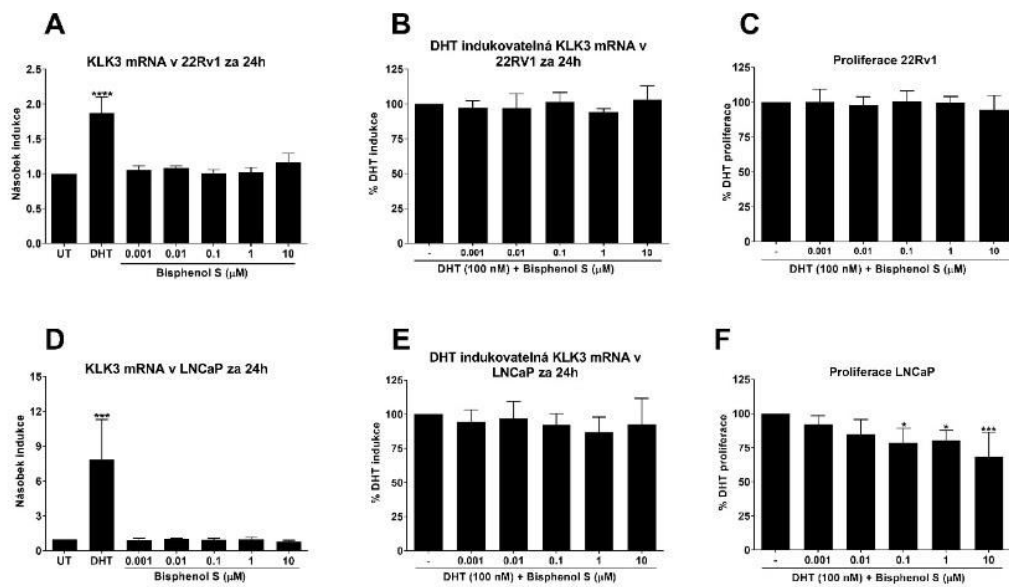 A
KLK3 mRNA v 22Rv1 za 24h
Násobek indukce
2.5
2.0
1.5
1.0
0.5
0.0
****
UT DHT 0.001 0.01 0.1 1 10
Bisphenol S (µM)
B
DHT indukovatelná KLK3 mRNA v
22RV1 za 24h
% DHT indukce
125
100
75
50
25
0
- 0.001 0.01 0.1 1 10
DHT (100 nM) + Bisphenol S (µM)
C
Proliferace 22Rv1
% DHT proliferace
125
100
75
50
25
0
- 0.001 0.01 0.1 1 10
DHT (100 nM) + Bisphenol S (µM)
D
KLK3 mRNA v LNCaP za 24h
Násobek indukce
15
12
9
6
3
0
***
UT DHT 0.001 0.01 0.1 1 10
Bisphenol S (µM)
E
DHT indukovatelná KLK3 mRNA v
LNCaP za 24h
% DHT indukce
125
100
75
50
25
0
- 0.001 0.01 0.1 1 10
DHT (100 nM) + Bisphenol S (µM)
F
Proliferace LNCaP
% DHT proliferace
125
100
75
50
25
0
* * ***
- 0.001 0.01 0.1 1 10
DHT (100 nM) + Bisphenol S (µM)